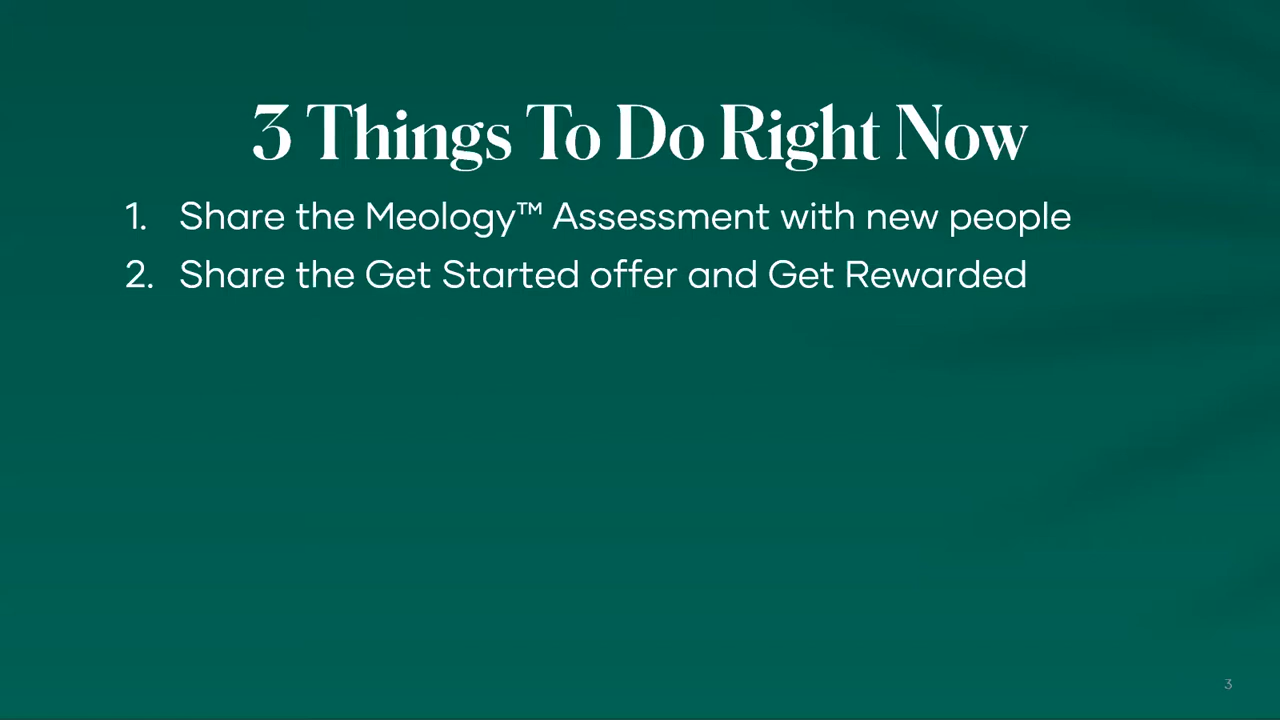 3 Things To Do Right Now
1. Share the Meology™ Assessment with new people
2. Share the Get Started offer and Get Rewarded
3